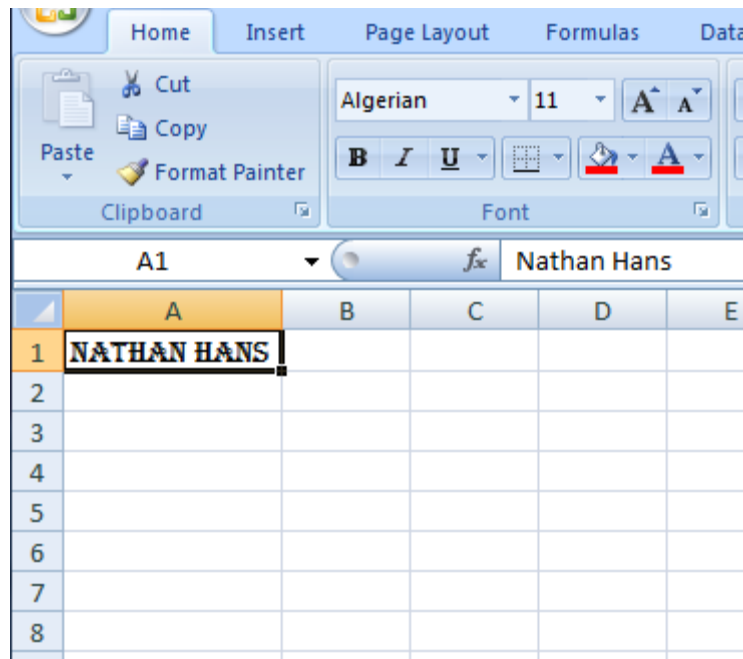 Home Insert Page Layout Formulas Data
Cut
Algerian 11 A A
Copy
Paste
B I U A
Format Painter
Clipboard Font
A1 fx Nathan Hans
A B C D E
1 NATHAN HANS
2
3
4
5
6
7
8